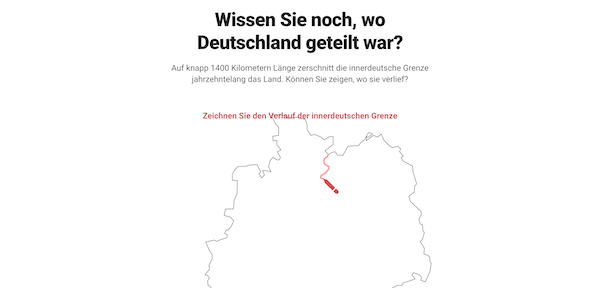 Wissen Sie noch, wo
Deutschland geteilt war?
Auf knapp 1400 Kilometern Länge zerschnitt die innerdeutsche Grenze
jahrzehntelang das Land. Können Sie zeigen, wo sie verlief?
Zeichnen Sie den Verlauf der innerdeutschen Grenze